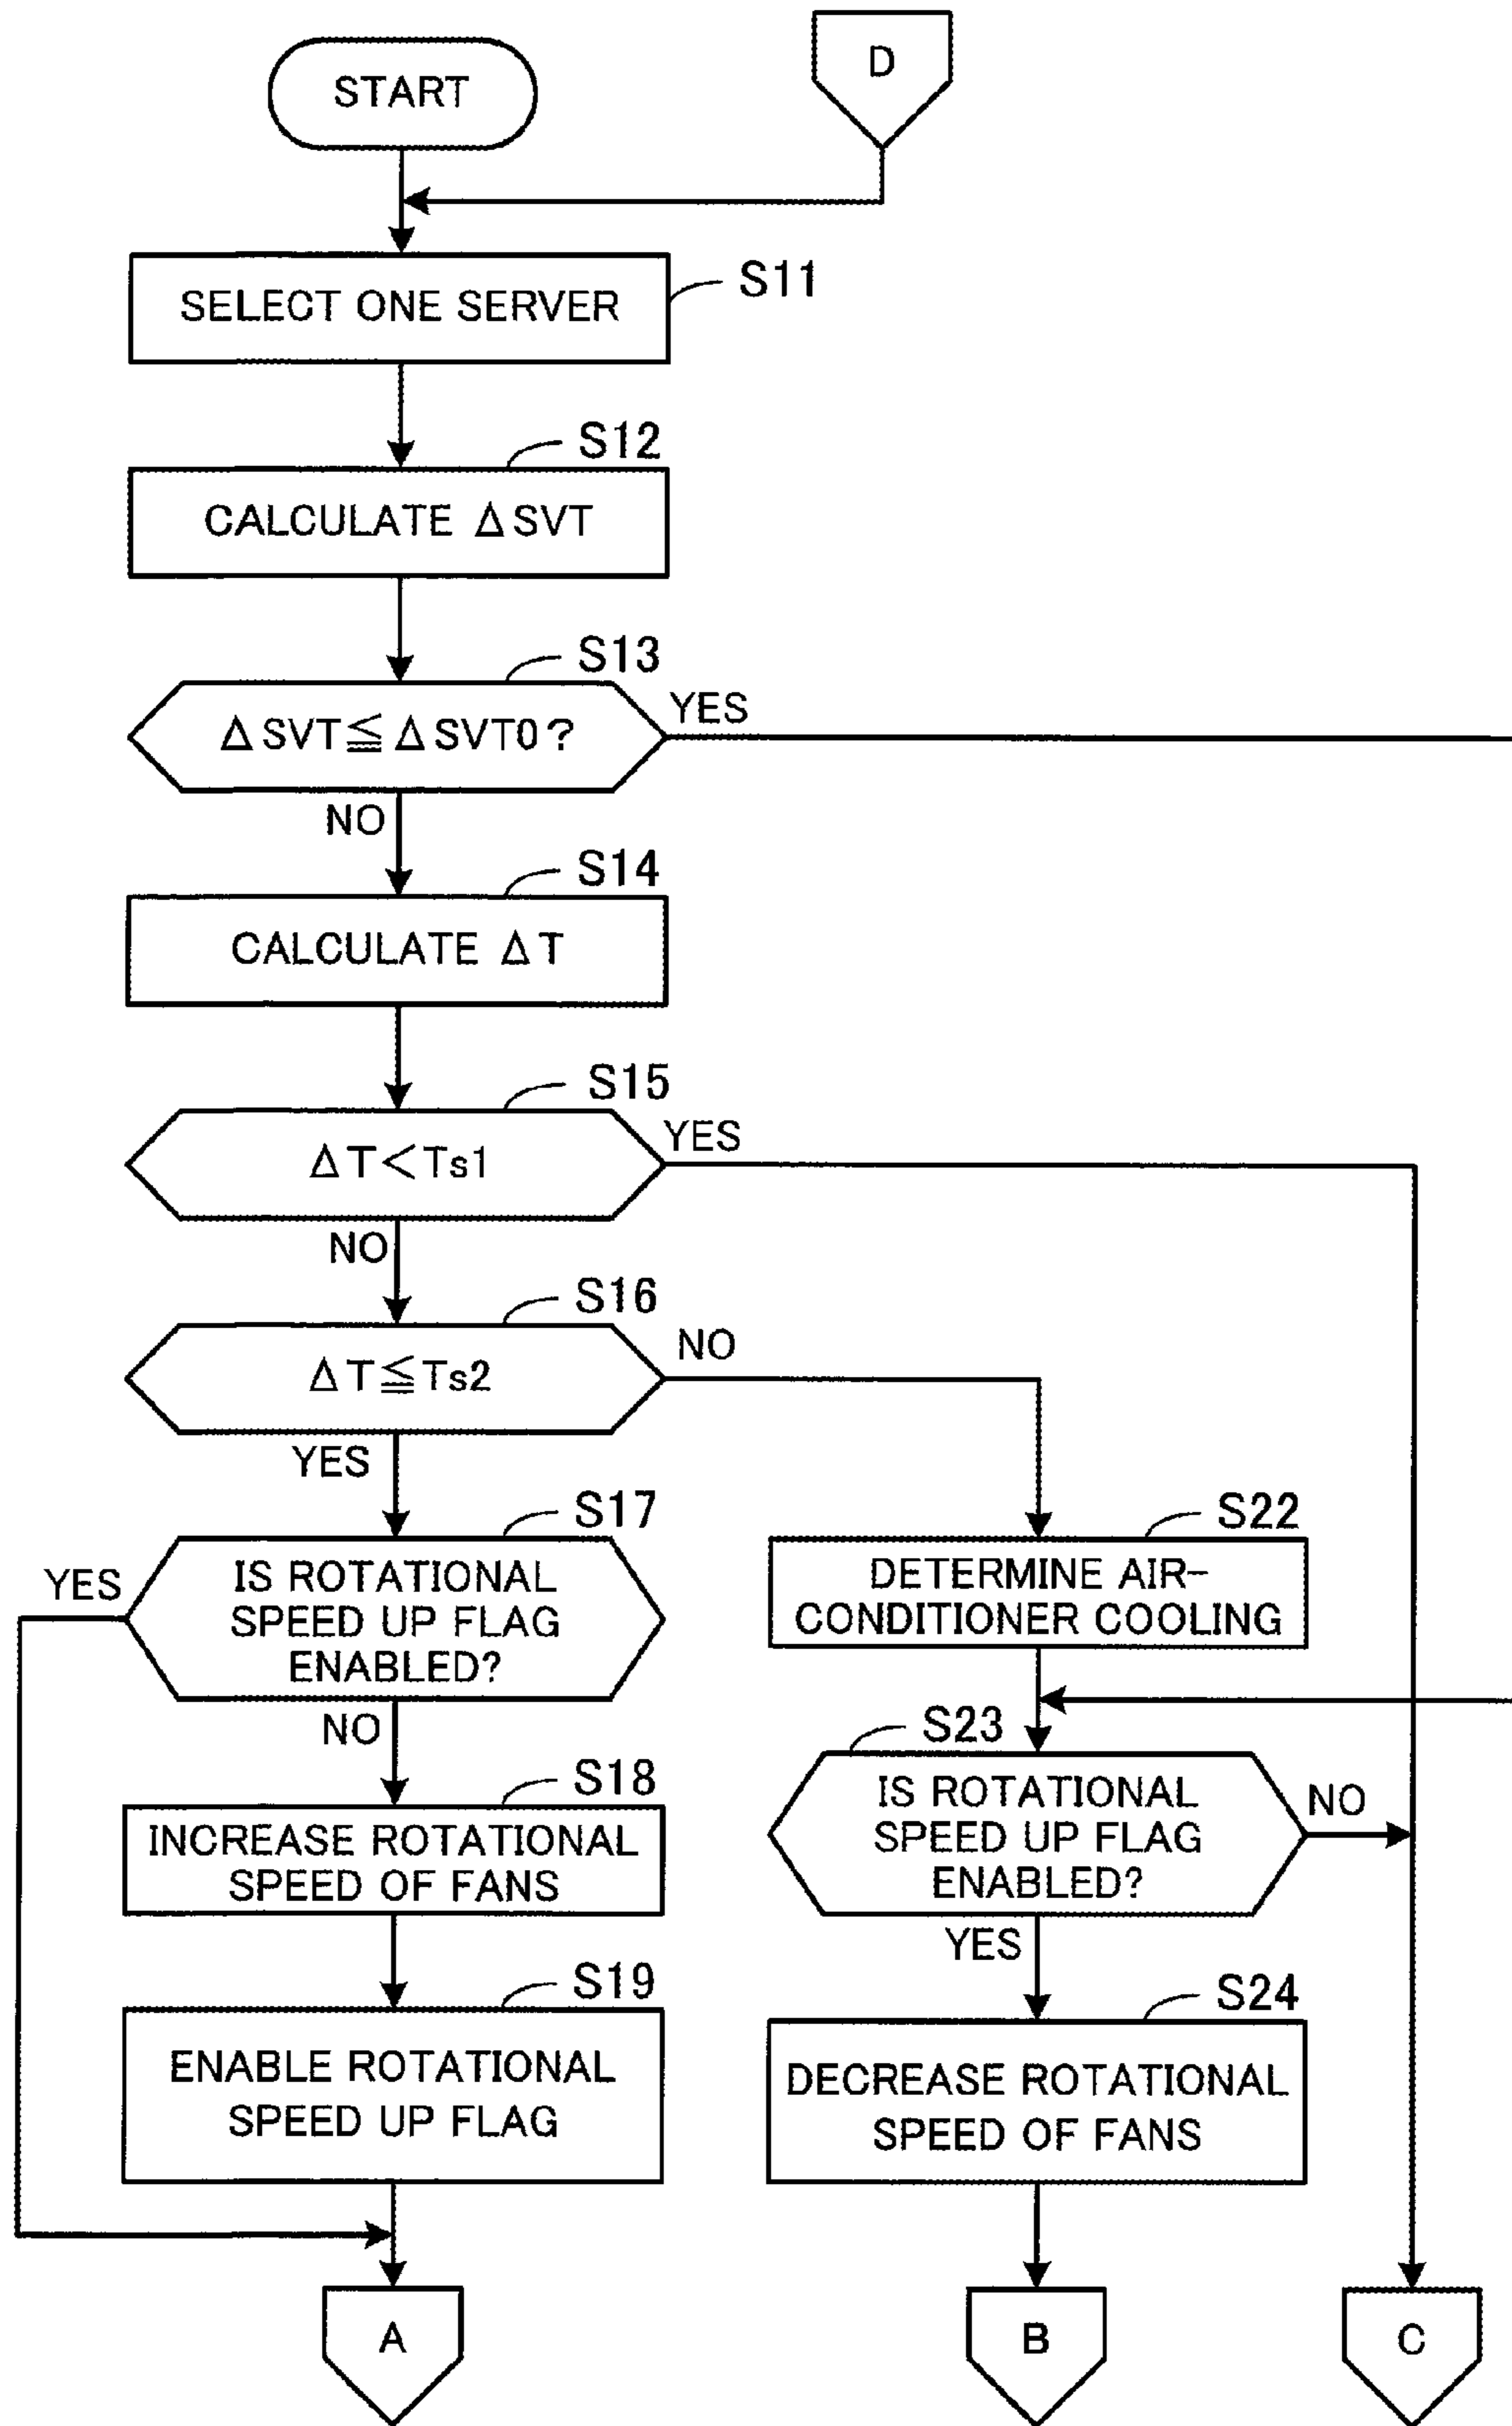 START
D
S11
SELECT ONE SERVER
S12
CALCULATE ΔSVT
S13
ΔSVT≦ΔSVT0?
YES
NO
S14
CALCULATE ΔT
S15
ΔT<Ts1
YES
NO
S16
ΔT≦Ts2
NO
YES
S17
IS ROTATIONAL
SPEED UP FLAG
ENABLED?
YES
NO
S18
INCREASE ROTATIONAL
SPEED OF FANS
S19
ENABLE ROTATIONAL
SPEED UP FLAG
S22
DETERMINE AIR-
CONDITIONER COOLING
S23
IS ROTATIONAL
SPEED UP FLAG
ENABLED?
NO
YES
S24
DECREASE ROTATIONAL
SPEED OF FANS
A
B
C